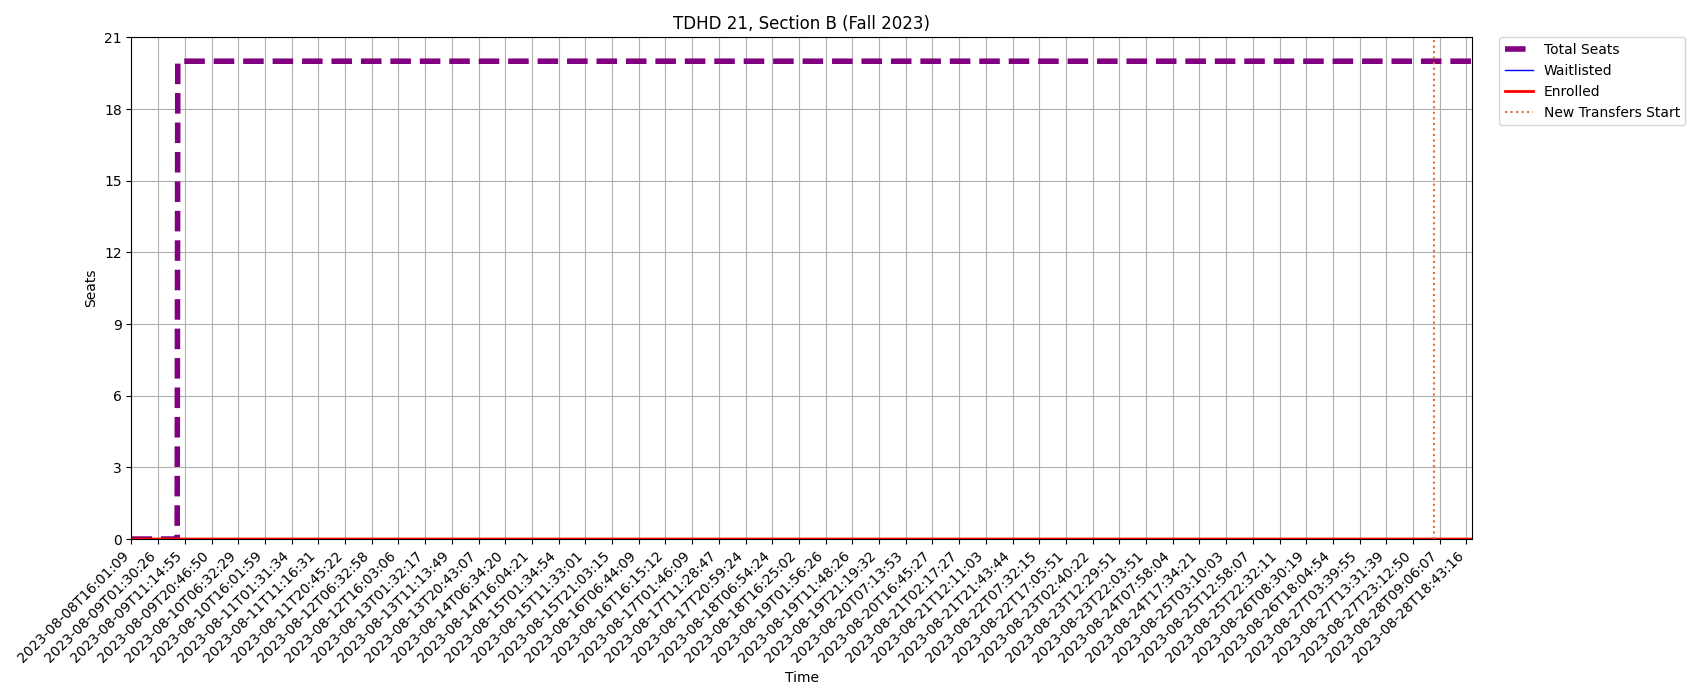 TDHD 21, Section B (Fall 2023)
21
18
15
12
9
6
3
0
Seats
Total Seats
Waitlisted
Enrolled
New Transfers Start
2023-08-08T16:01:09
2023-08-09T01:30:26
2023-08-09T11:14:55
2023-08-09T20:46:50
2023-08-10T06:32:29
2023-08-10T16:01:59
2023-08-11T01:31:34
2023-08-11T11:16:31
2023-08-11T20:45:22
2023-08-12T06:32:58
2023-08-12T16:03:06
2023-08-13T01:32:17
2023-08-13T11:13:49
2023-08-13T20:43:07
2023-08-14T06:34:20
2023-08-14T16:04:21
2023-08-15T01:34:54
2023-08-15T11:33:01
2023-08-15T21:03:15
2023-08-16T06:44:09
2023-08-16T16:15:12
2023-08-17T01:46:09
2023-08-17T11:28:47
2023-08-17T20:59:24
2023-08-18T06:54:24
2023-08-18T16:25:02
2023-08-19T01:56:26
2023-08-19T11:48:26
2023-08-19T21:19:32
2023-08-20T07:13:53
2023-08-20T16:45:27
2023-08-21T02:17:27
2023-08-21T12:11:03
2023-08-21T21:43:44
2023-08-22T07:32:15
2023-08-22T17:05:51
2023-08-23T02:40:22
2023-08-23T12:29:51
2023-08-23T22:03:51
2023-08-24T07:58:04
2023-08-24T17:34:21
2023-08-25T03:10:03
2023-08-25T12:58:07
2023-08-25T22:32:11
2023-08-26T08:30:19
2023-08-26T18:04:54
2023-08-27T03:39:55
2023-08-27T13:31:39
2023-08-27T23:12:50
2023-08-28T09:06:07
2023-08-28T18:43:16
Time